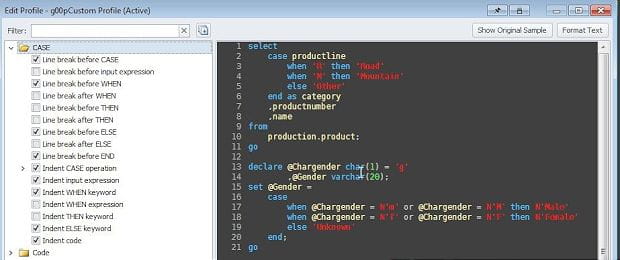 Edit Profile - g00pCustom Profile (Active)
Filter:
Show Original Sample
Format Text
CASE
Line break before CASE
Line break before input expression
Line break before WHEN
Line break after WHEN
Line break before THEN
Line break after THEN
Line break before ELSE
Line break after ELSE
Line break before END
Indent CASE operation
Indent input expression
Indent WHEN keyword
Indent WHEN expression
Indent THEN keyword
Indent ELSE keyword
Indent code
Code
1 select
2 case productline
3 when 'R' then 'Road'
4 when 'M' then 'Mountain'
5 else 'Other'
6 end as category
7 ,productnumber
8 ,name
9 from
10 production.product;
11 go
12
13 declare @Chargender char(1) = 'g'
14 ,@Gender varchar(20);
15 set @Gender =
16 case
17 when @Chargender = N'm' or @Chargender = N'M' then N'Male'
18 when @Chargender = N'f' or @Chargender = N'F' then N'Female'
19 else 'Unknown'
20 end;
21 go